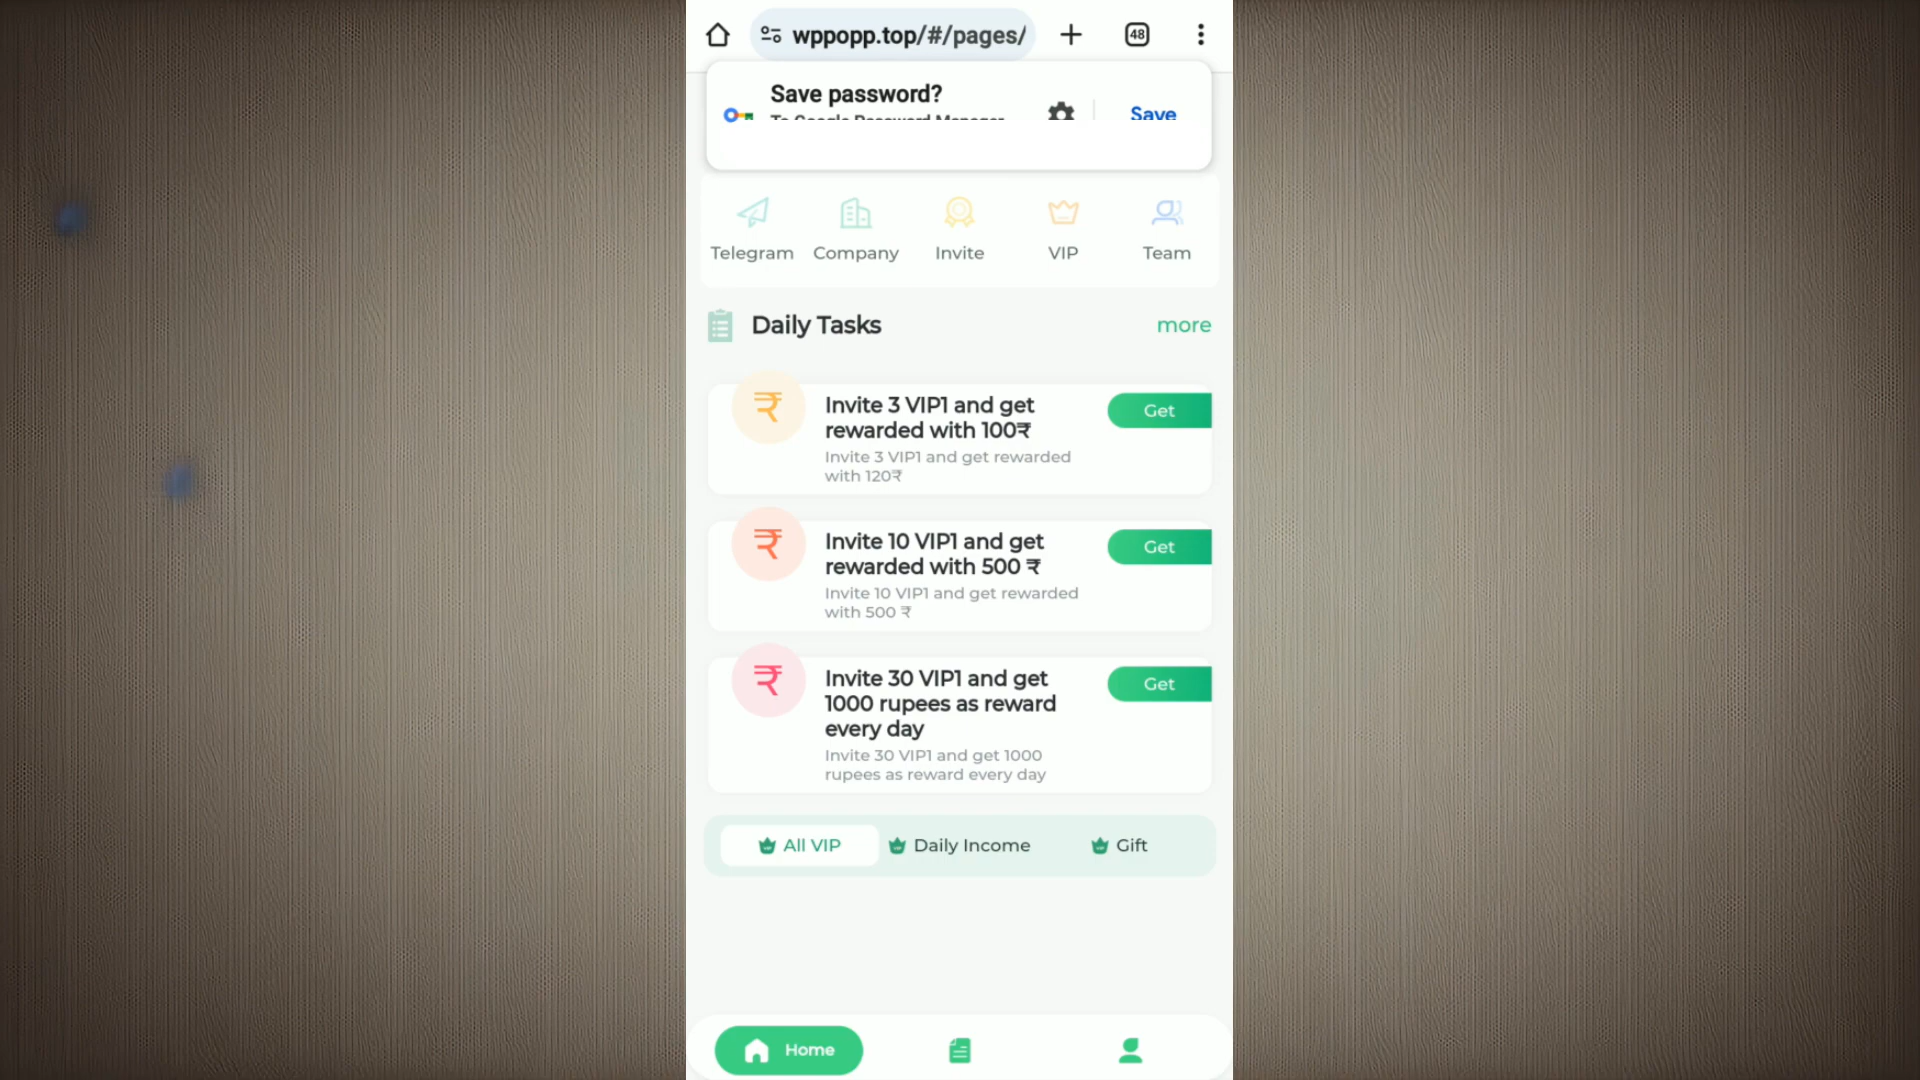 wppopp.top/#/pages/
48
Save password?
To Google Password Manager
Save
Telegram
Company
Invite
VIP
Team
Daily Tasks
more
Invite 3 VIP1 and get
rewarded with 100₹
Invite 3 VIP1 and get rewarded
with 120₹
Get
Invite 10 VIP1 and get
rewarded with 500 ₹
Invite 10 VIP1 and get rewarded
with 500 ₹
Get
Invite 30 VIP1 and get
1000 rupees as reward
every day
Invite 30 VIP1 and get 1000
rupees as reward every day
Get
All VIP
Daily Income
Gift
Home